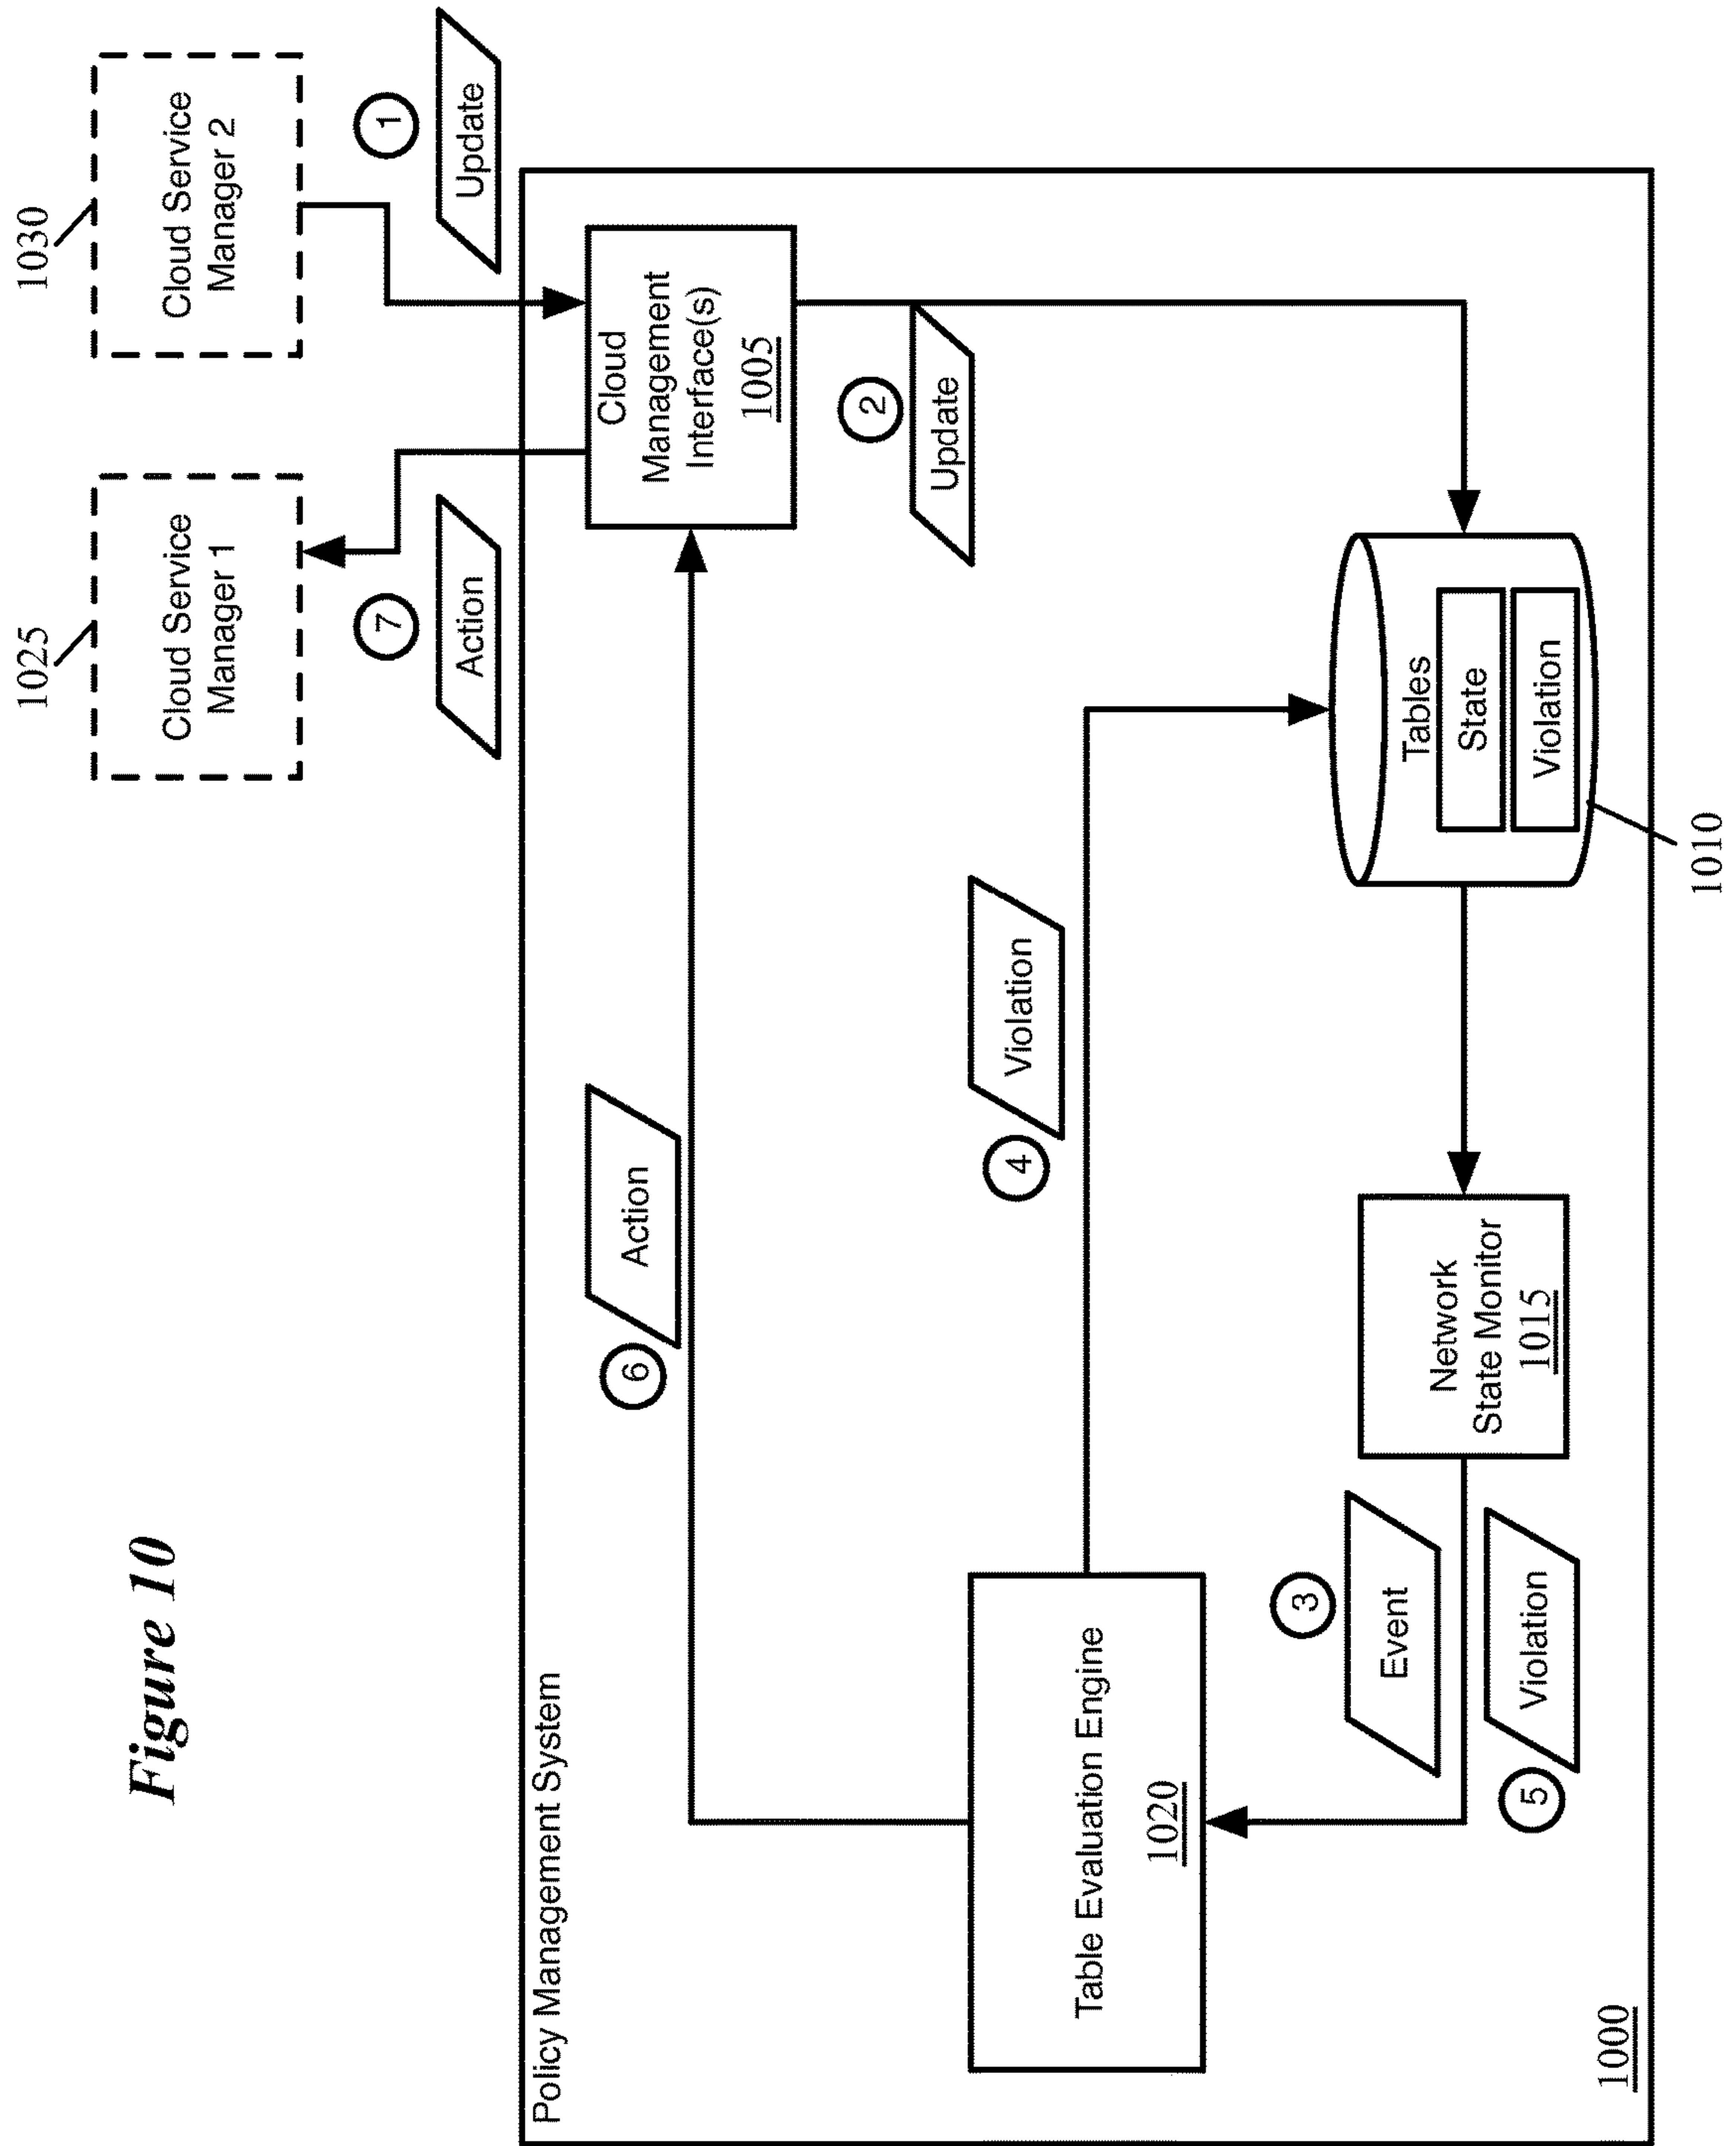 Figure 10
1025
1030
Cloud Service
Manager 1
Cloud Service
Manager 2
7
Action
1
Update
Policy Management System
6
Action
Cloud
Management
Interface(s)
1005
2
Update
Table Evaluation Engine
1020
4
Violation
3
Event
5
Violation
Network
State Monitor
1015
Tables
State
Violation
1010
1000